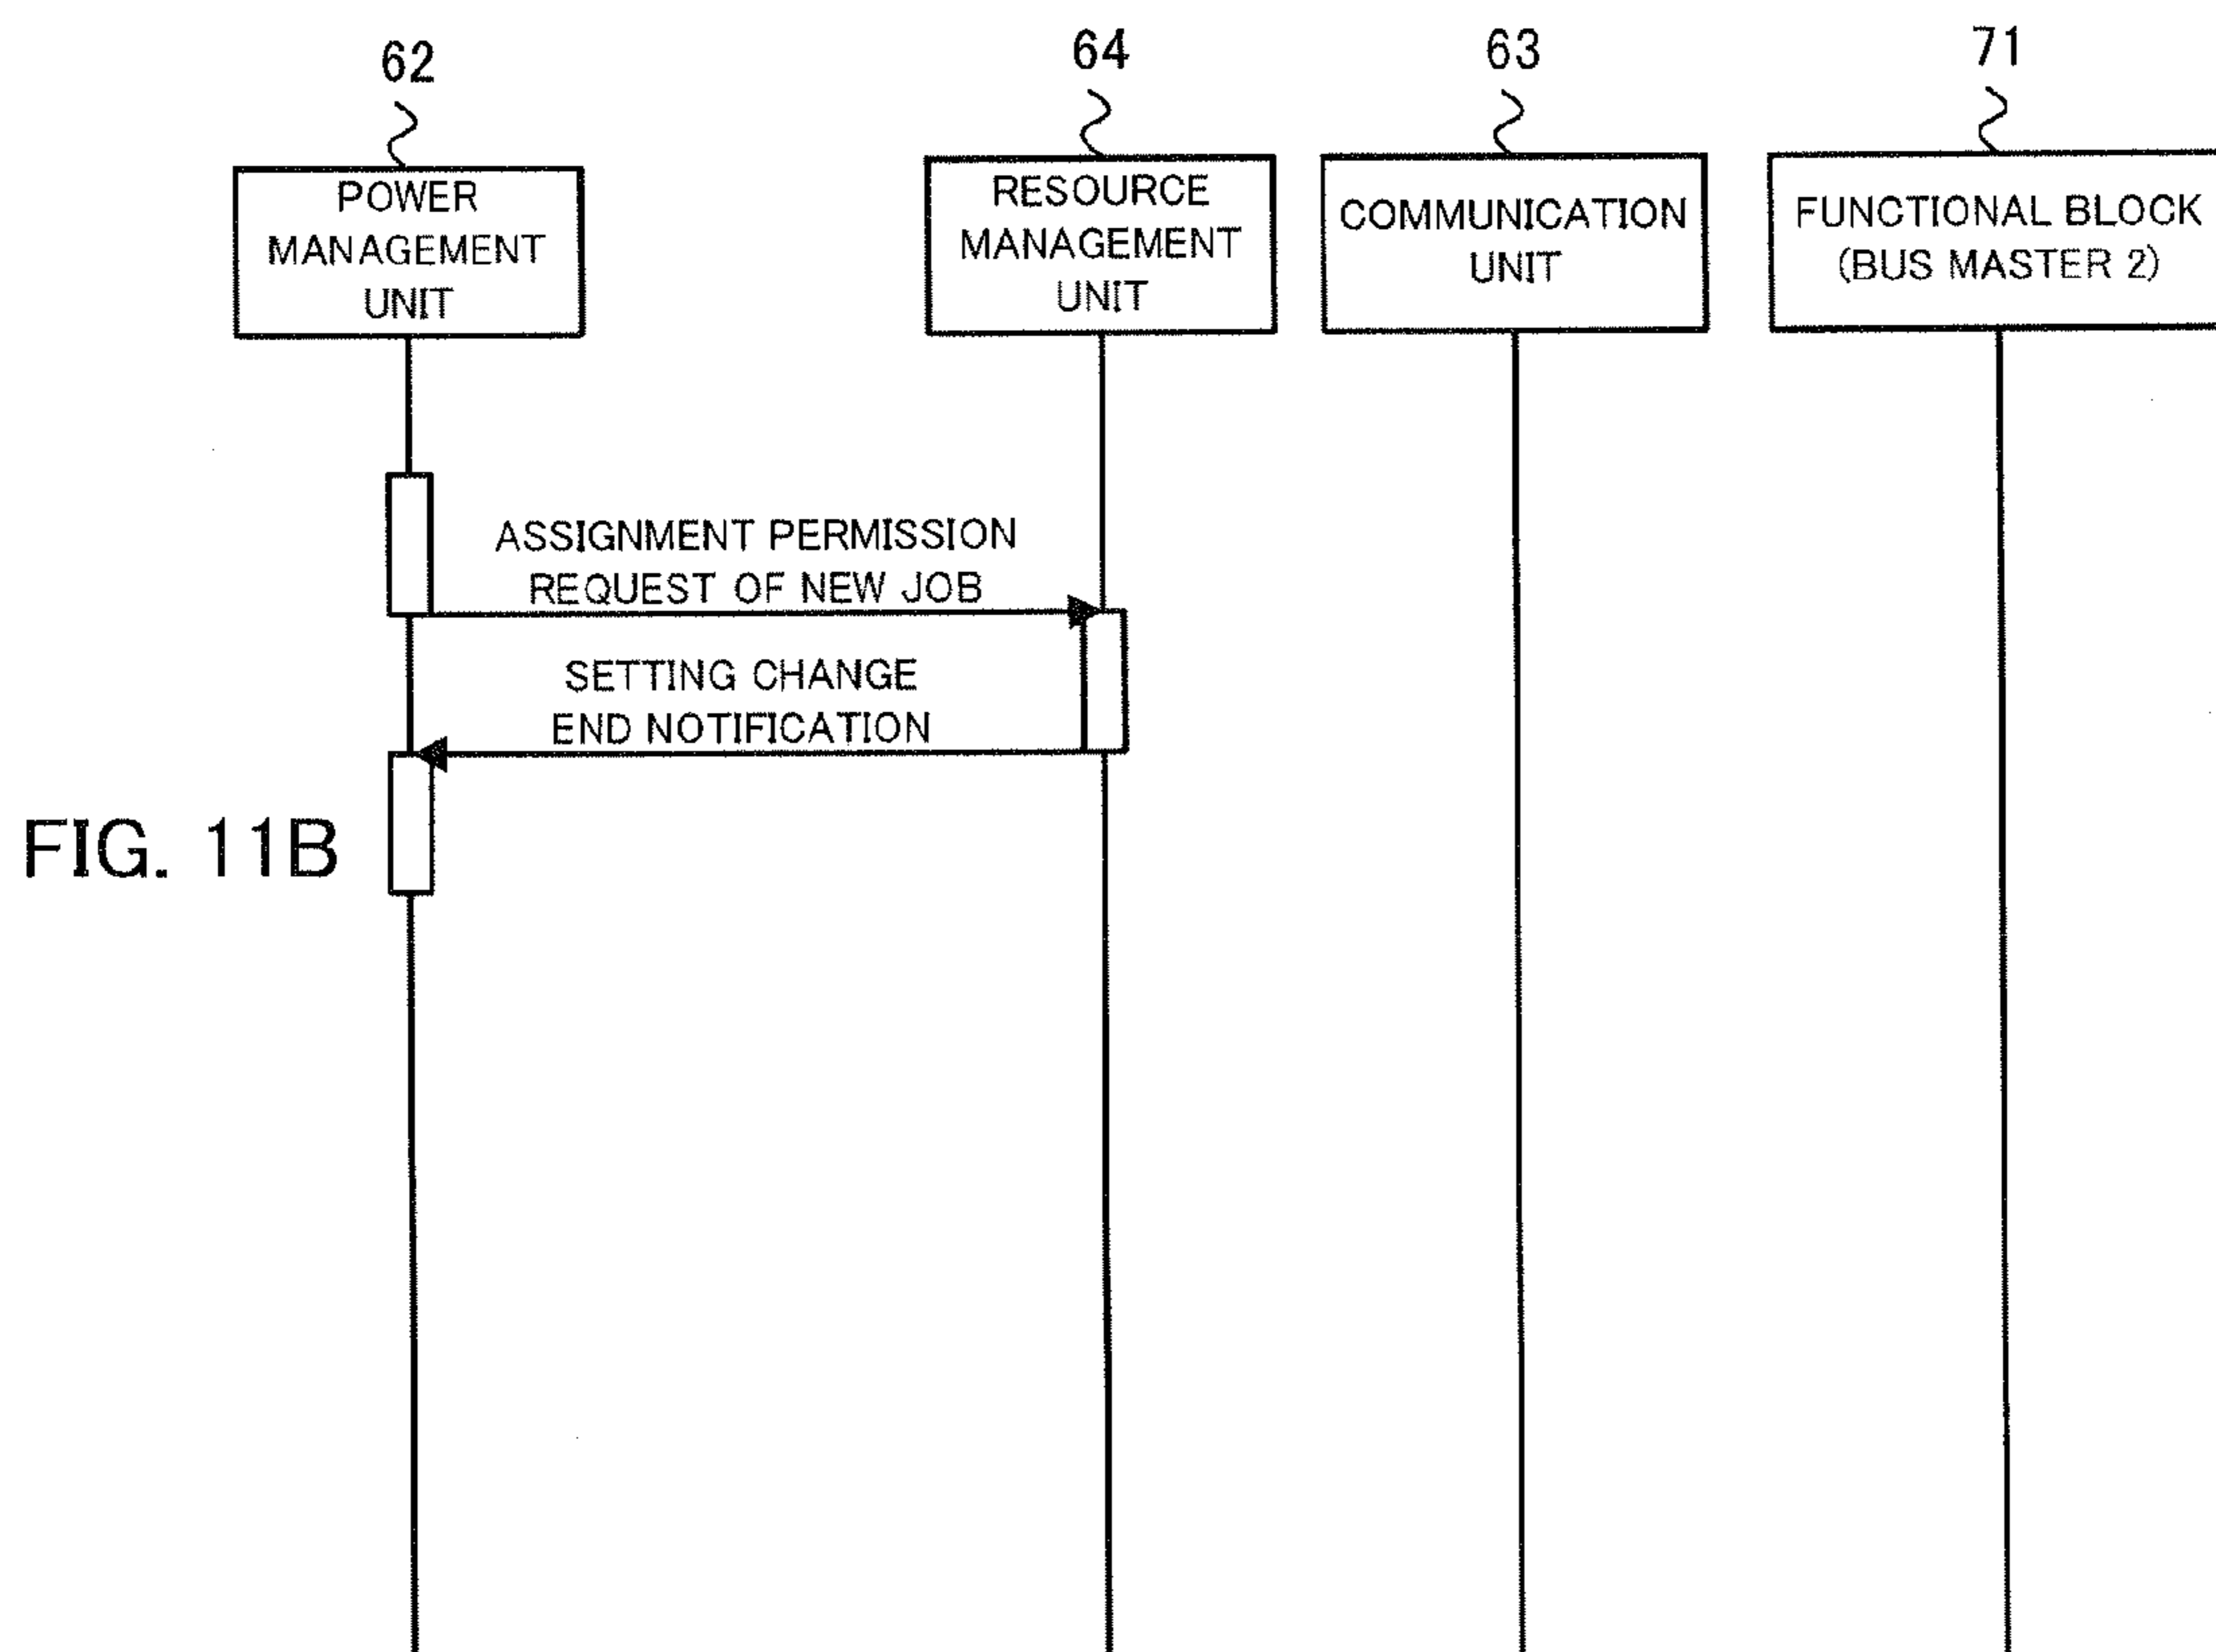 62
64
63
71
POWER
MANAGEMENT
UNIT
RESOURCE
MANAGEMENT
UNIT
COMMUNICATION
UNIT
FUNCTIONAL BLOCK
(BUS MASTER 2)
ASSIGNMENT PERMISSION
REQUEST OF NEW JOB
SETTING CHANGE
END NOTIFICATION
FIG. 11B